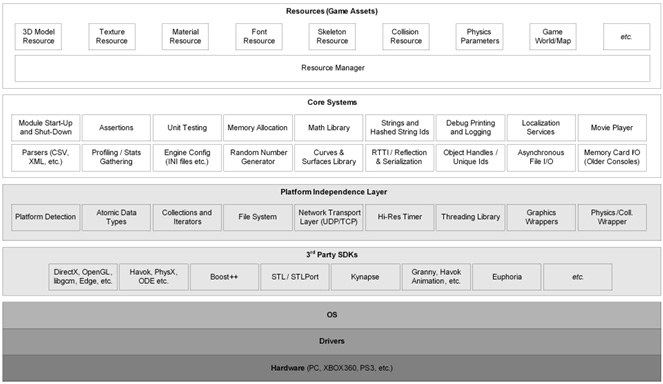 Resources (Game Assets)
3D Model
Resource
Texture
Resource
Material
Resource
Font
Resource
Skeleton
Resource
Collision
Resource
Physics
Parameters
Game
World/Map
etc.
Resource Manager
Core Systems
Module Start-Up
and Shut-Down
Assertions
Unit Testing
Memory Allocation
Math Library
Strings and
Hashed String Ids
Debug Printing
and Logging
Localization
Services
Movie Player
Parsers (CSV,
XML, etc.)
Profiling / Stats
Gathering
Engine Config
(INI files etc.)
Random Number
Generator
Curves &
Surfaces Library
RTTI / Reflection
& Serialization
Object Handles /
Unique Ids
Asynchronous
File I/O
Memory Card I/O
(Older Consoles)
Platform Independence Layer
Platform Detection
Atomic Data
Types
Collections and
Iterators
File System
Network Transport
Layer (UDP/TCP)
Hi-Res Timer
Threading Library
Graphics
Wrappers
Physics/Coll.
Wrapper
3rd Party SDKs
DirectX, OpenGL,
libgcm, Edge, etc.
Havok, PhysX,
ODE etc.
Boost++
STL / STLPort
Kynapse
Granny, Havok
Animation, etc.
Euphoria
etc.
OS
Drivers
Hardware (PC, XBOX360, PS3, etc.)